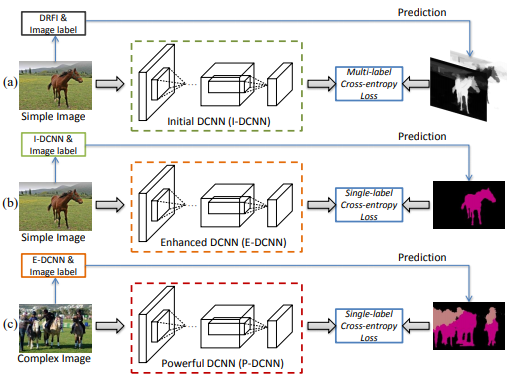 DRFI &
Image label
Prediction
(a)
Simple Image
Initial DCNN (I-DCNN)
Multi-label
Cross-entropy
Loss
I-DCNN &
Image label
Prediction
(b)
Simple Image
Enhanced DCNN (E-DCNN)
Single-label
Cross-entropy
Loss
E-DCNN &
Image label
Prediction
(c)
Complex Image
Powerful DCNN (P-DCNN)
Single-label
Cross-entropy
Loss